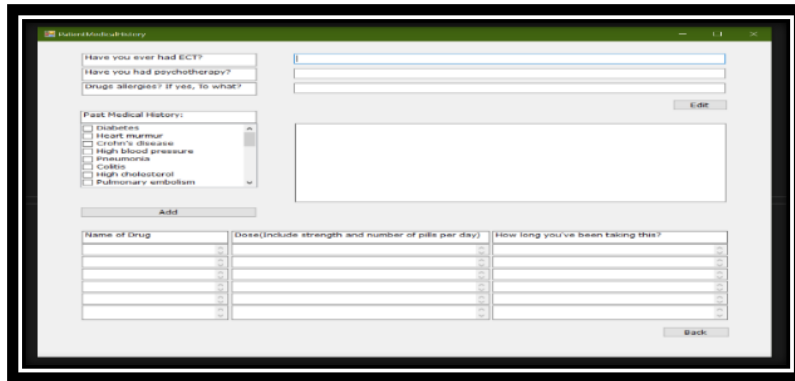 PatientMedicalHistory
Have you ever had ECT?
Have you had psychotherapy?
Drugs allergies? If yes, To what?
Edit
Past Medical History:
Diabetes
Heart murmur
Crohn's disease
High blood pressure
Pneumonia
Colitis
High cholesterol
Pulmonary embolism
Add
Name of Drug Dose(Include strength and number of pills per day) How long you've been taking this?
Back